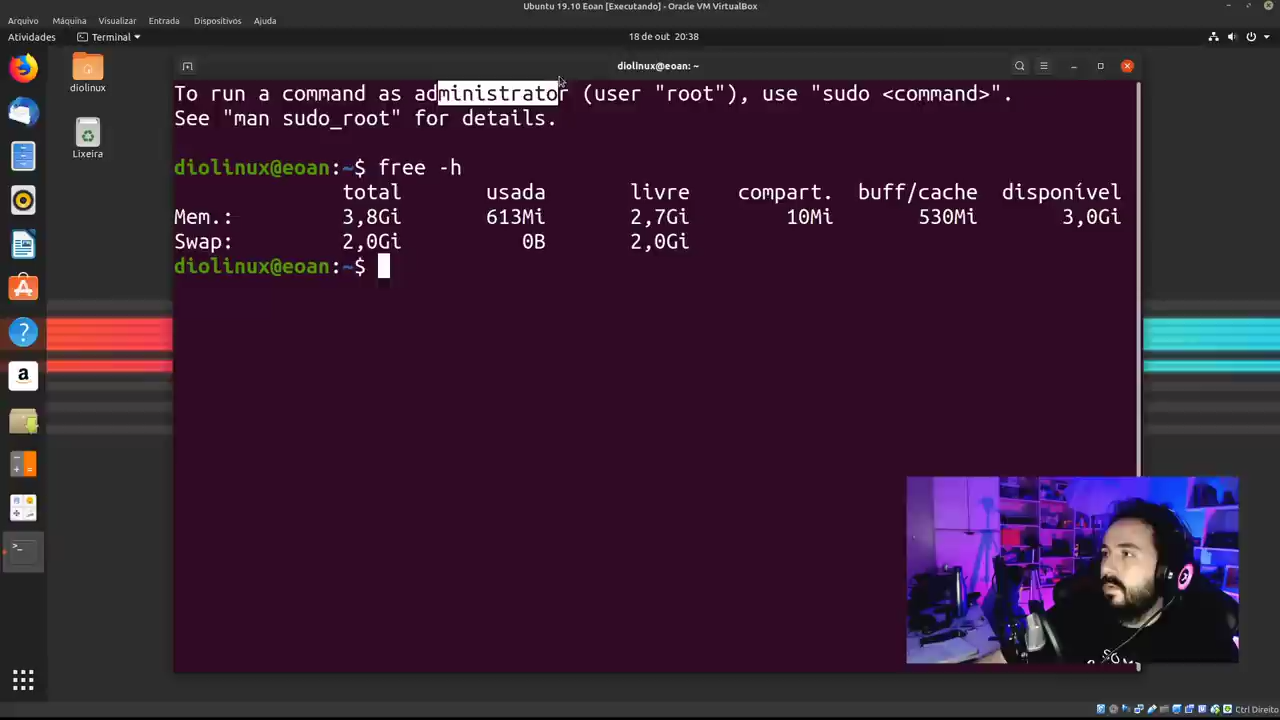 Ubuntu 19.10 Eoan [Executando] - Oracle VM VirtualBox
Arquivo Máquina Visualizar Entrada Dispositivos Ajuda
Atividades Terminal 18 de out 20:38
diolinux@eoan: ~
diolinux
Lixeira
To run a command as administrator (user "root"), use "sudo <command>".
See "man sudo_root" for details.
diolinux@eoan:~$ free -h
total usada livre compart. buff/cache disponível
Mem.: 3,8Gi 613Mi 2,7Gi 10Mi 530Mi 3,0Gi
Swap: 2,0Gi 0B 2,0Gi
diolinux@eoan:~$
Ctrl Direito